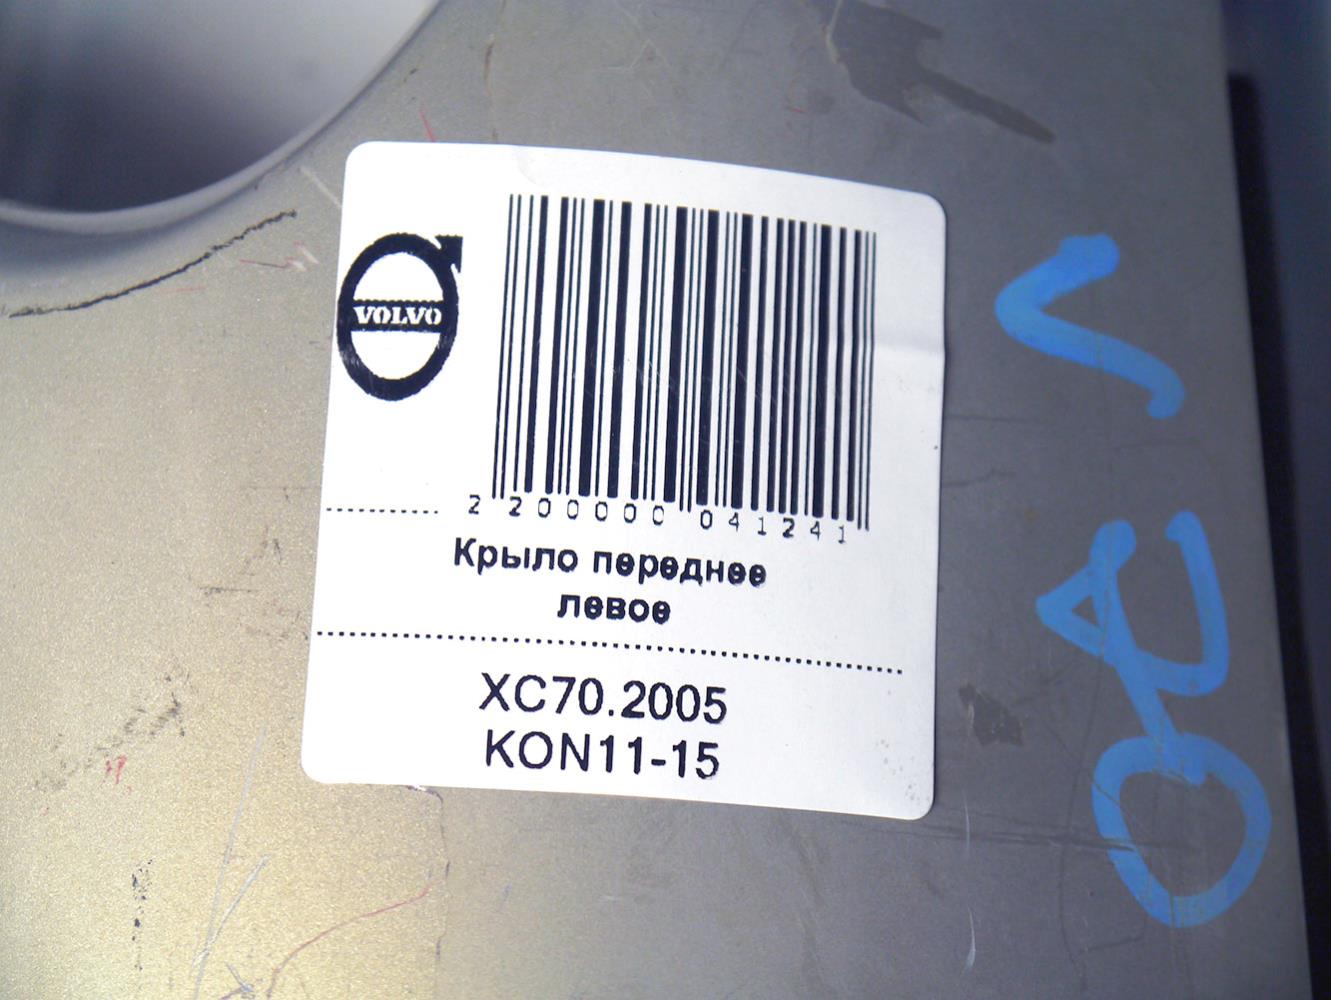 VOLVO
2 200000 041241
Крыло переднее
левое
XC70.2005
KON11-15